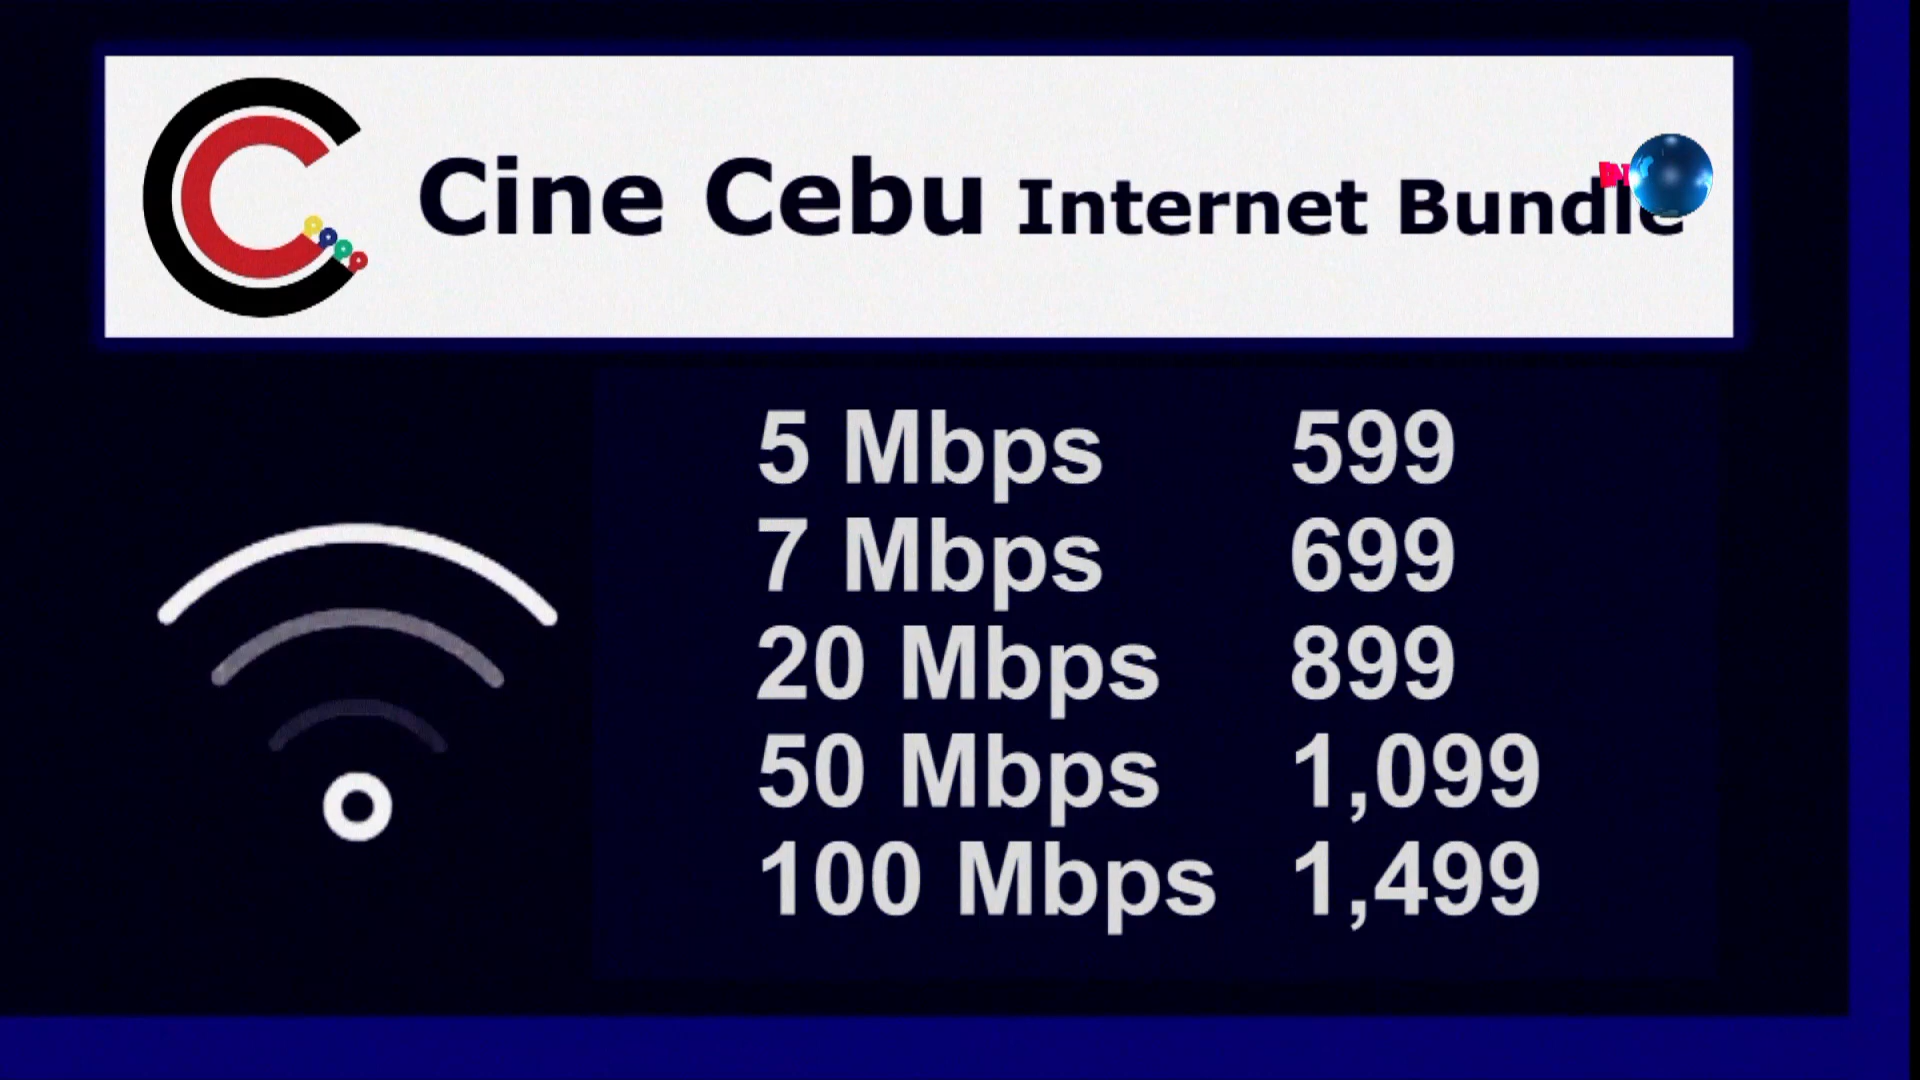 Cine Cebu Internet Bundle
5 Mbps 599
7 Mbps 699
20 Mbps 899
50 Mbps 1,099
100 Mbps 1,499